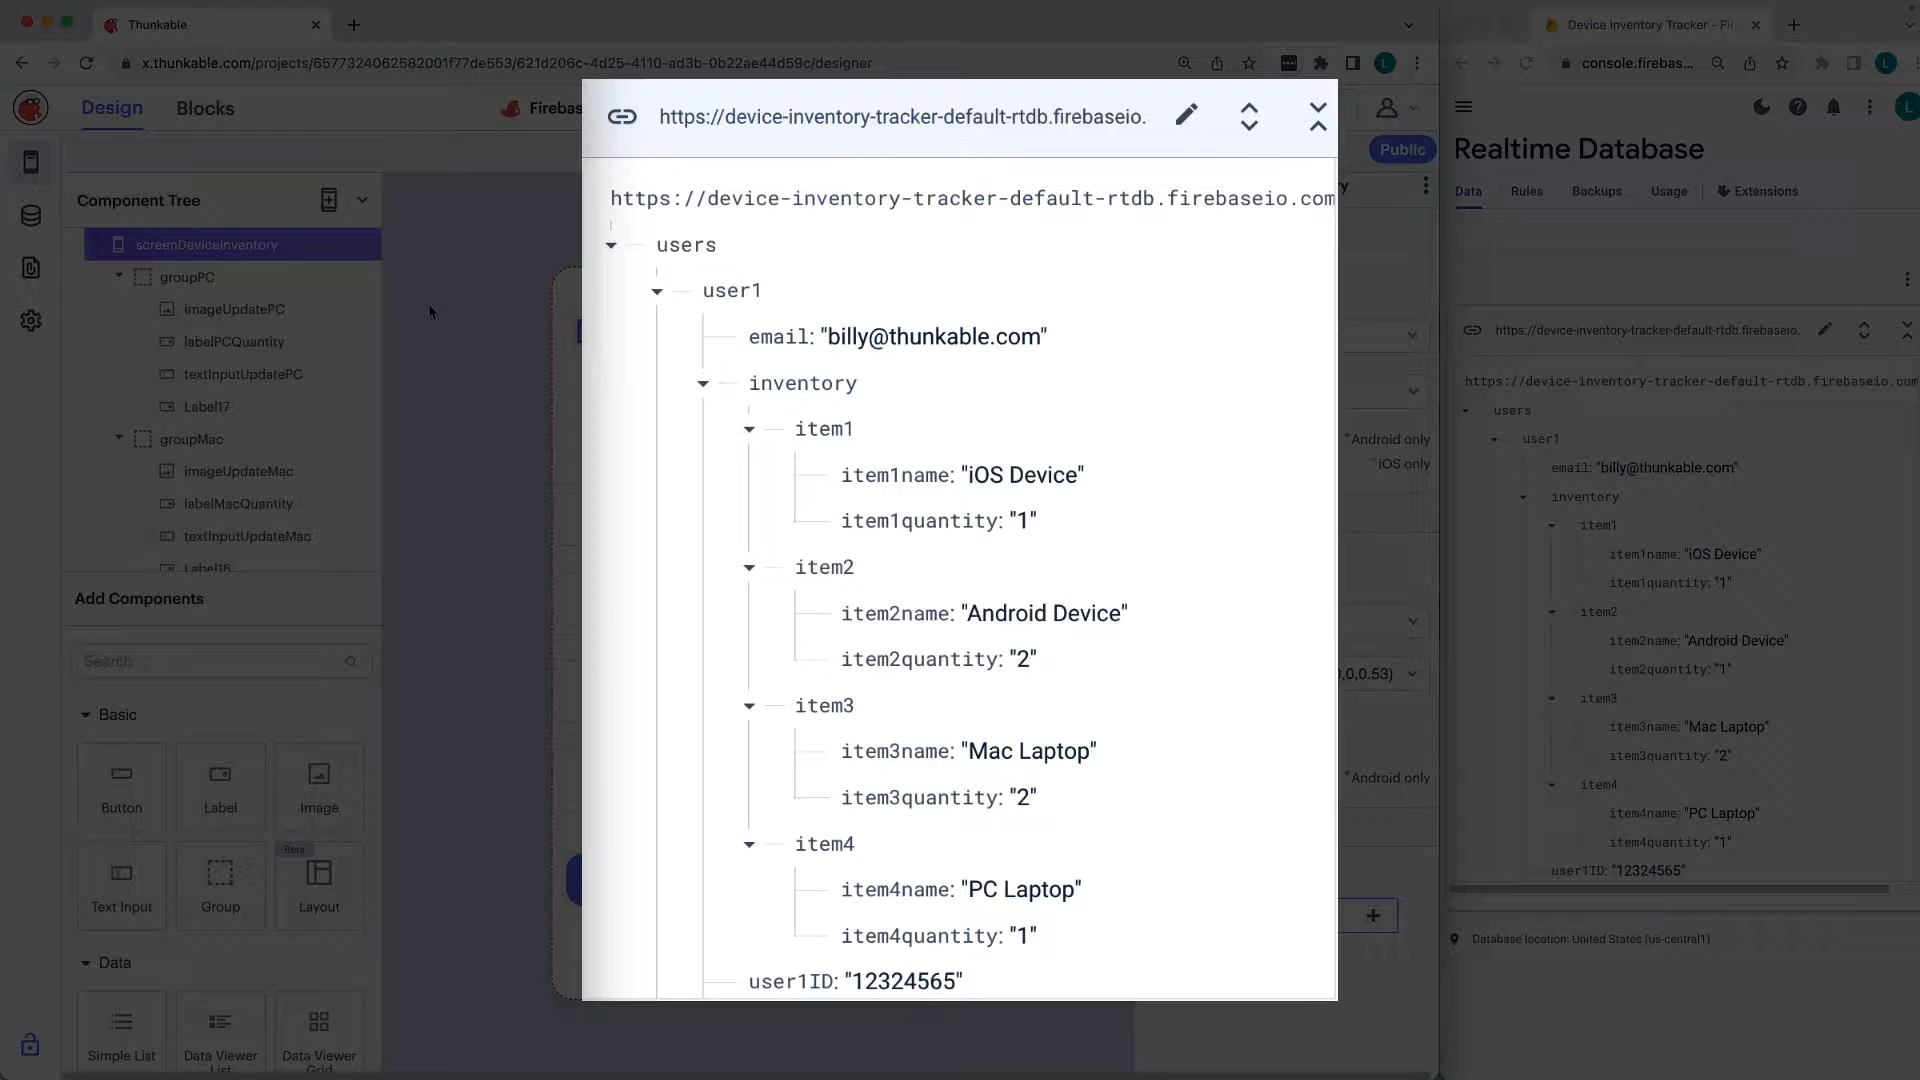 Thunkable
Device Inventory Tracker - Fi
x.thunkable.com/projects/6577324062582001f77de553/621d206c-4d25-4110-ad3b-0b22ae44d59c/designer
console.firebas...
L
L
Design
Blocks
Firebas
Public
L
Component Tree
screenDeviceInventory
groupPC
imageUpdatePC
labelPCQuantity
textInputUpdatePC
Label17
groupMac
imageUpdateMac
labelMacQuantity
textInputUpdateMac
Label16
Add Components
Search
Basic
Button
Label
Image
Beta
Text Input
Group
Layout
Data
Simple List
Data Viewer List
Data Viewer Grid
https://device-inventory-tracker-default-rtdb.firebaseio.
https://device-inventory-tracker-default-rtdb.firebaseio.com
users
user1
email: "billy@thunkable.com"
inventory
item1
item1name: "iOS Device"
item1quantity: "1"
item2
item2name: "Android Device"
item2quantity: "2"
item3
item3name: "Mac Laptop"
item3quantity: "2"
item4
item4name: "PC Laptop"
item4quantity: "1"
user1ID: "12324565"
y
*Android only
*iOS only
0,0,0.53)
*Android only
Realtime Database
Data
Rules
Backups
Usage
Extensions
https://device-inventory-tracker-default-rtdb.firebaseio.
https://device-inventory-tracker-default-rtdb.firebaseio.com
users
user1
email: "billy@thunkable.com"
inventory
item1
item1name: "iOS Device"
item1quantity: "1"
item2
item2name: "Android Device"
item2quantity: "1"
item3
item3name: "Mac Laptop"
item3quantity: "2"
item4
item4name: "PC Laptop"
item4quantity: "1"
user1ID: "12324565"
Database location: United States (us-central1)